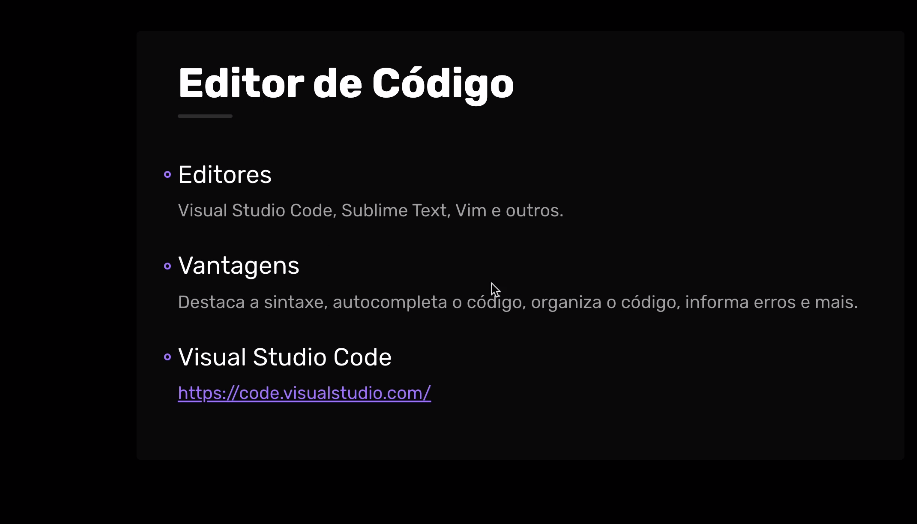 Editor de Código
Editores
Visual Studio Code, Sublime Text, Vim e outros.
Vantagens
Destaca a sintaxe, autocompleta o código, organiza o código, informa erros e mais.
Visual Studio Code
https://code.visualstudio.com/